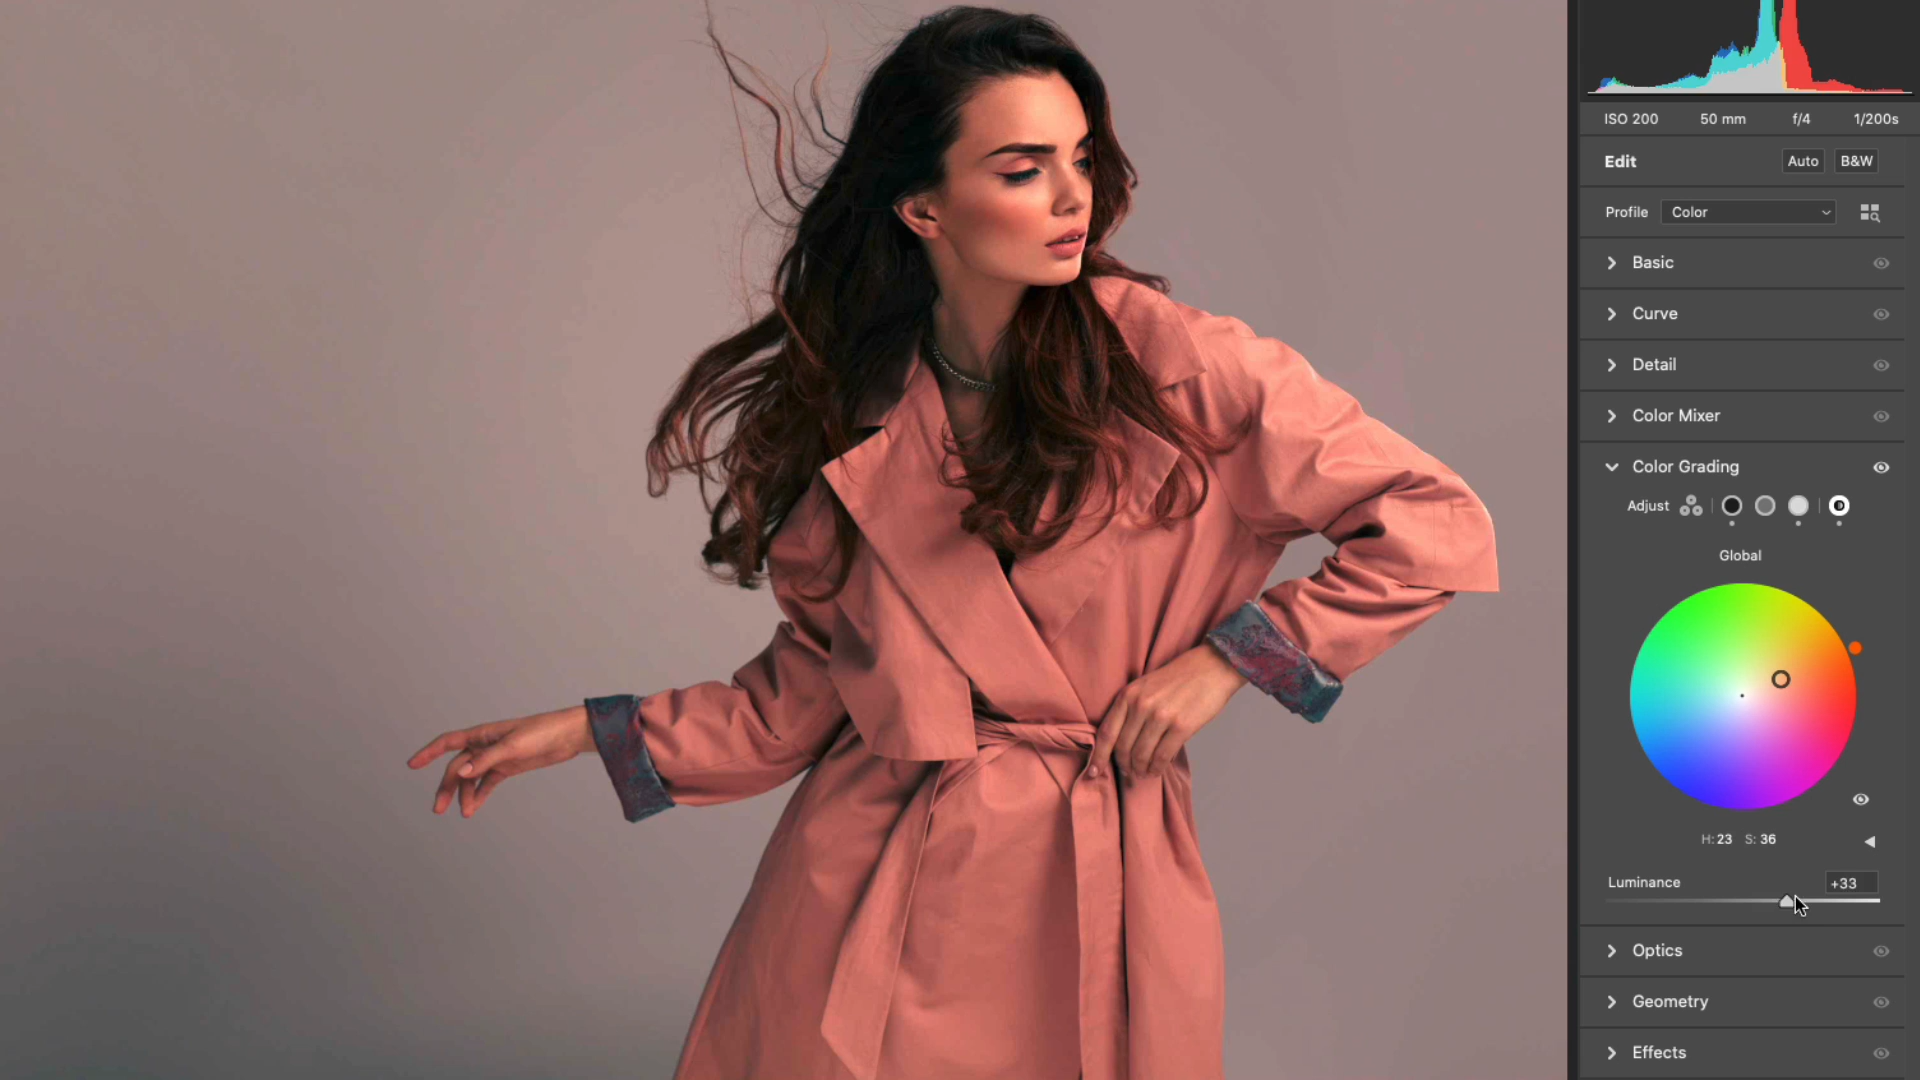 ISO 200 50 mm f/4 1/200s
Edit Auto B&W
Profile Color
Basic
Curve
Detail
Color Mixer
Color Grading
Adjust
Global
H: 23 S: 36
Luminance +33
Optics
Geometry
Effects